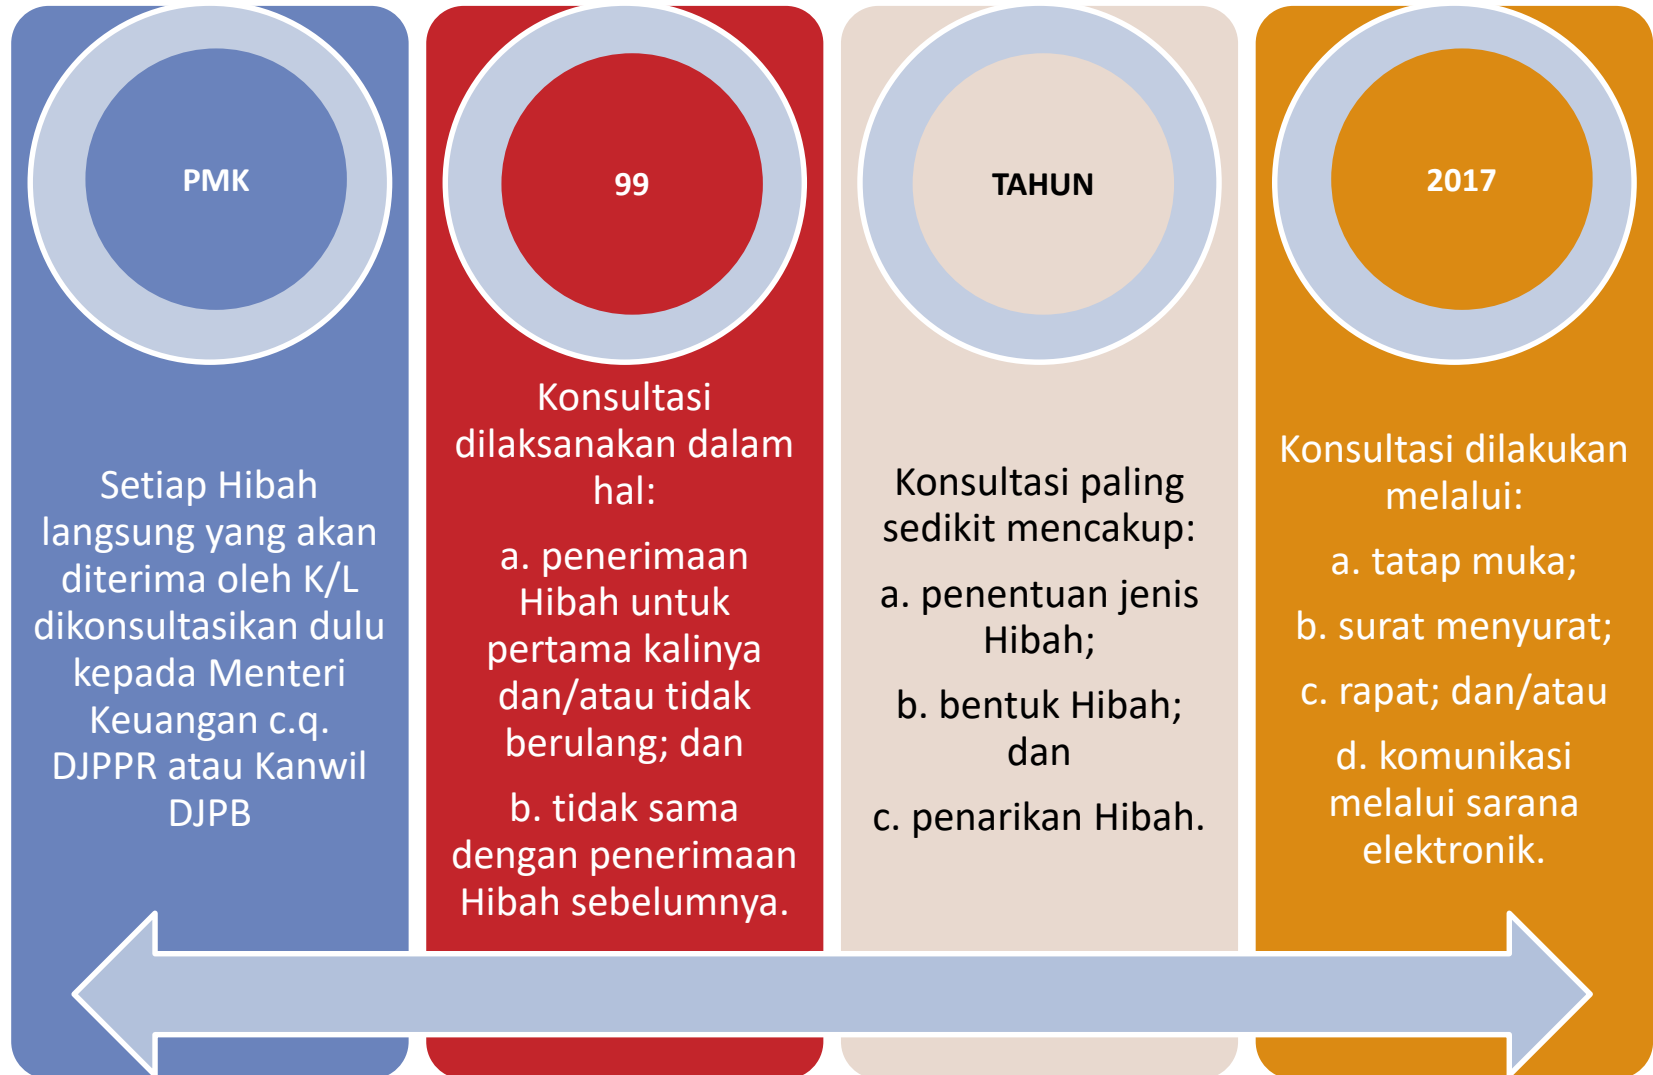 PMK
Setiap Hibah
langsung yang akan
diterima oleh K/L
dikonsultasikan dulu
kepada Menteri
Keuangan c.q.
DJPPR atau Kanwil
DJPB
99
Konsultasi
dilaksanakan dalam
hal:
a. penerimaan
Hibah untuk
pertama kalinya
dan/atau tidak
berulang; dan
b. tidak sama
dengan penerimaan
Hibah sebelumnya.
TAHUN
Konsultasi paling
sedikit mencakup:
a. penentuan jenis
Hibah;
b. bentuk Hibah;
dan
c. penarikan Hibah.
2017
Konsultasi dilakukan
melalui:
a. tatap muka;
b. surat menyurat;
c. rapat; dan/atau
d. komunikasi
melalui sarana
elektronik.